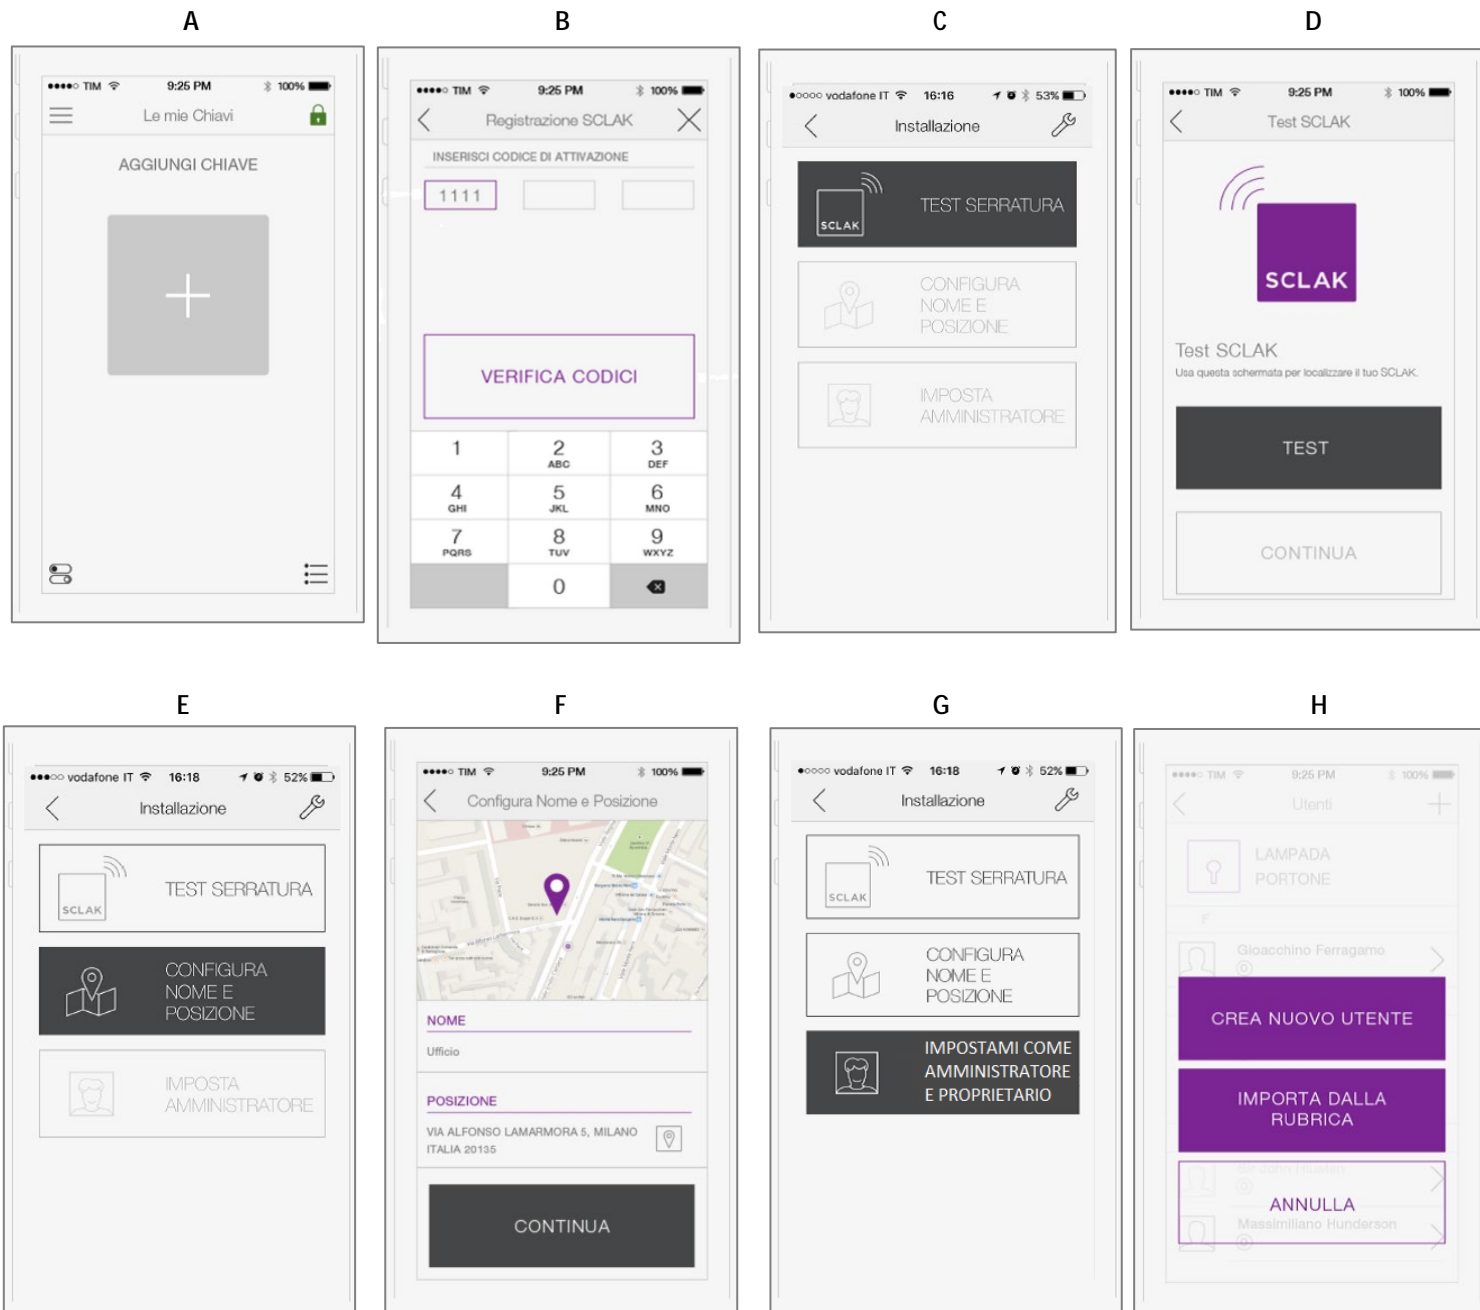 A
TIM 9:25 PM 100%
Le mie Chiavi
AGGIUNGI CHIAVE
B
TIM 9:25 PM 100%
Registrazione SCLAK
INSERISCI CODICE DI ATTIVAZIONE
1111
VERIFICA CODICI
1 2 3
ABC DEF
4 5 6
GHI JKL MNO
7 8 9
PQRS TUV WXYZ
0
C
vodafone IT 16:16 53%
Installazione
SCLAK
TEST SERRATURA
CONFIGURA
NOME E
POSIZIONE
IMPOSTA
AMMINISTRATORE
D
TIM 9:25 PM 100%
Test SCLAK
SCLAK
Test SCLAK
Usa questa schermata per localizzare il tuo SCLAK.
TEST
CONTINUA
E
vodafone IT 16:18 52%
Installazione
SCLAK
TEST SERRATURA
CONFIGURA
NOME E
POSIZIONE
IMPOSTA
AMMINISTRATORE
F
TIM 9:25 PM 100%
Configura Nome e Posizione
NOME
Ufficio
POSIZIONE
VIA ALFONSO LAMARMORA 5, MILANO
ITALIA 20135
CONTINUA
G
vodafone IT 16:18 52%
Installazione
SCLAK
TEST SERRATURA
CONFIGURA
NOME E
POSIZIONE
IMPOSTAMI COME
AMMINISTRATORE
E PROPRIETARIO
H
TIM 9:25 PM 100%
Utenti
LAMPADA
PORTONE
F
Gioacchino Ferragamo
CREA NUOVO UTENTE
IMPORTA DALLA
RUBRICA
ANNULLA
Massimiliano Hunderson